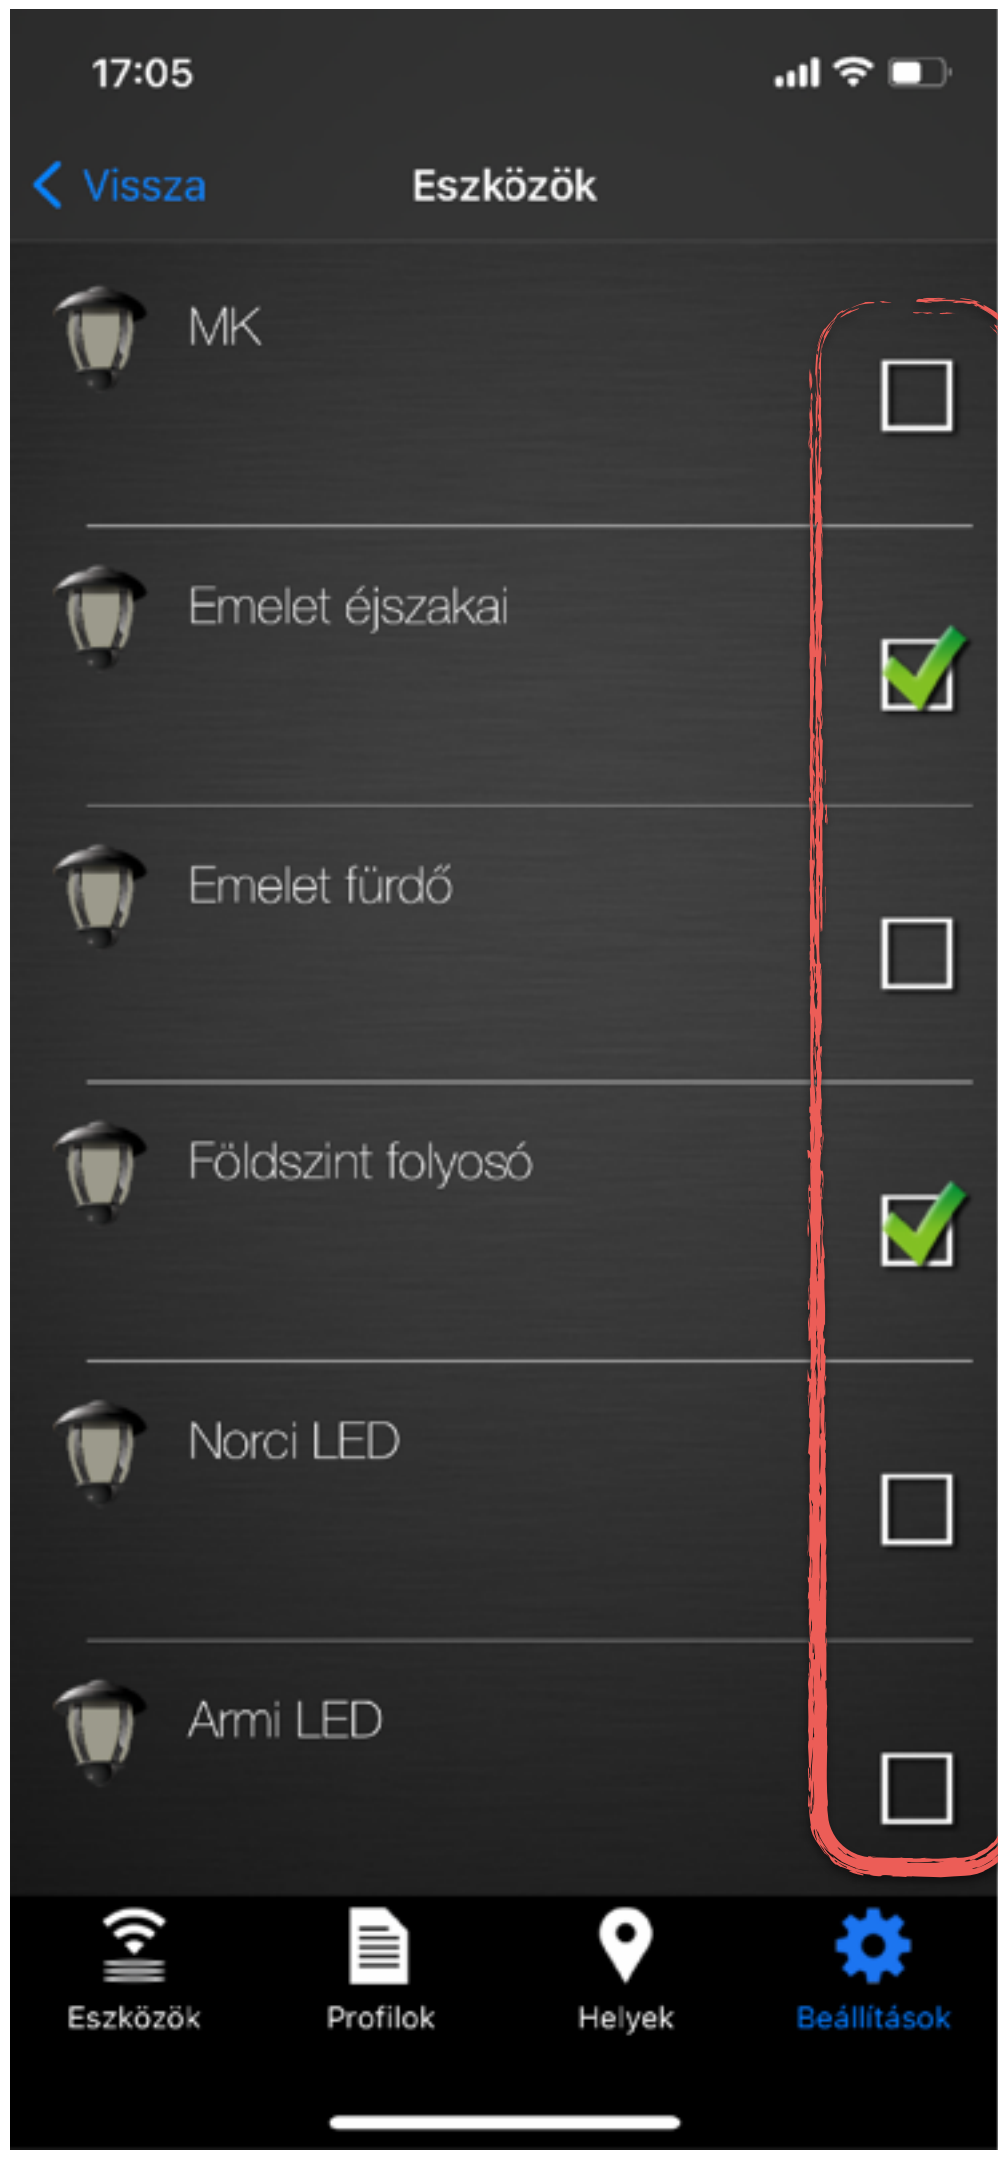 17:05
Vissza Eszközök
MK
Emelet éjszakai
Emelet fürdő
Földszint folyosó
Norci LED
Armi LED
Eszközök Profilok Helyek Beállítások